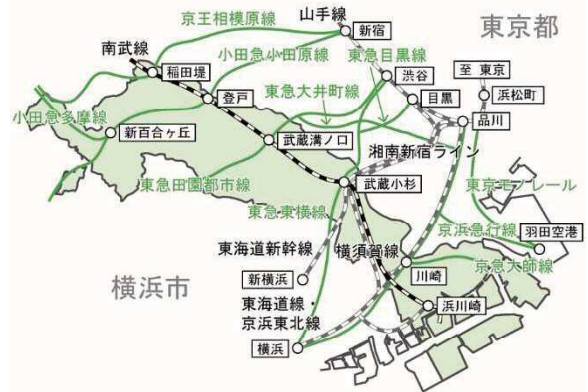 京王相模原線
山手線
新宿
東京都
南武線
小田急小田原線
東急目黒線
稲田堤
渋谷
至 東京
東急大井町線
目黒
浜松町
登戸
小田急多摩線
品川
新百合ヶ丘
武蔵溝ノ口
湘南新宿ライン
東急田園都市線
武蔵小杉
東京モノレール
東急東横線
京浜急行線
羽田空港
東海道新幹線
横須賀線
川崎
京急大師線
新横浜
横浜市
東海道線・
京浜東北線
浜川崎
横浜